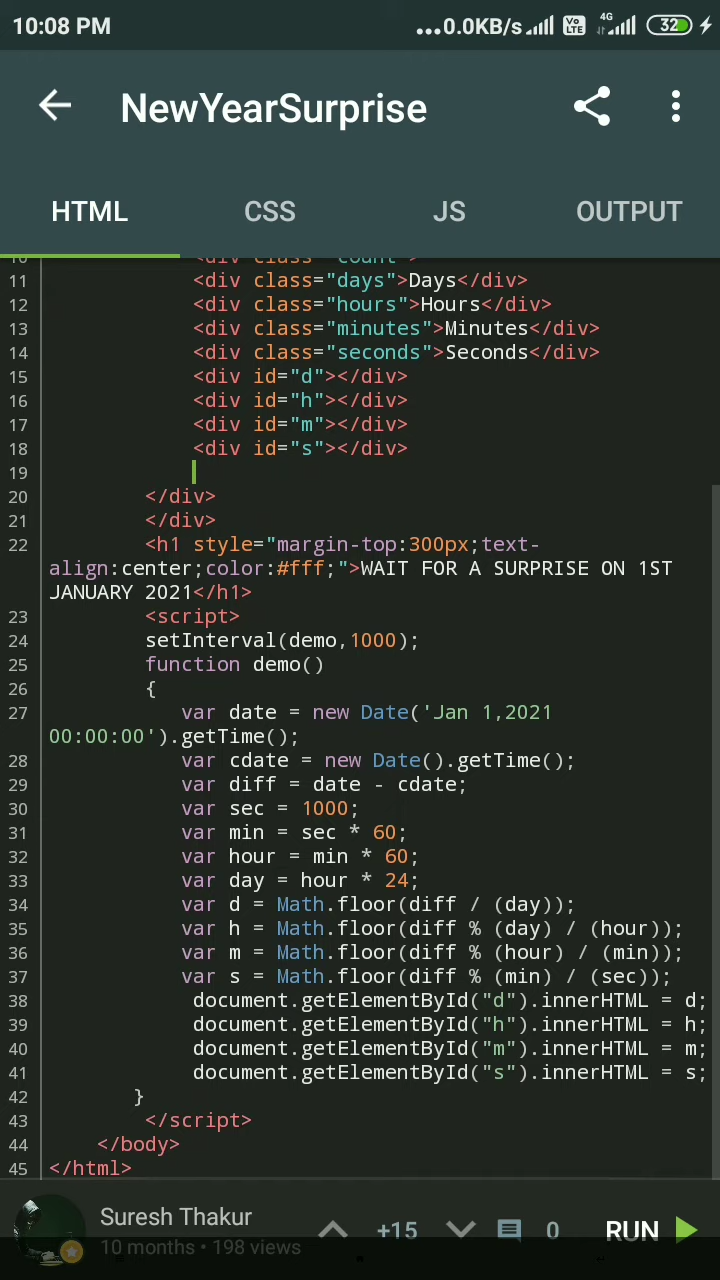 10:08 PM ...0.0KB/s Vo LTE 4G 32
NewYearSurprise
HTML CSS JS OUTPUT
10 <div class="count">
11 <div class="days">Days</div>
12 <div class="hours">Hours</div>
13 <div class="minutes">Minutes</div>
14 <div class="seconds">Seconds</div>
15 <div id="d"></div>
16 <div id="h"></div>
17 <div id="m"></div>
18 <div id="s"></div>
19
20 </div>
21 </div>
22 <h1 style="margin-top:300px;text-
align:center;color:#fff;">WAIT FOR A SURPRISE ON 1ST
JANUARY 2021</h1>
23 <script>
24 setInterval(demo,1000);
25 function demo()
26 {
27 var date = new Date('Jan 1,2021
00:00:00').getTime();
28 var cdate = new Date().getTime();
29 var diff = date - cdate;
30 var sec = 1000;
31 var min = sec * 60;
32 var hour = min * 60;
33 var day = hour * 24;
34 var d = Math.floor(diff / (day));
35 var h = Math.floor(diff % (day) / (hour));
36 var m = Math.floor(diff % (hour) / (min));
37 var s = Math.floor(diff % (min) / (sec));
38 document.getElementById("d").innerHTML = d;
39 document.getElementById("h").innerHTML = h;
40 document.getElementById("m").innerHTML = m;
41 document.getElementById("s").innerHTML = s;
42 }
43 </script>
44 </body>
45 </html>
Suresh Thakur +15 0 RUN
10 months • 198 views